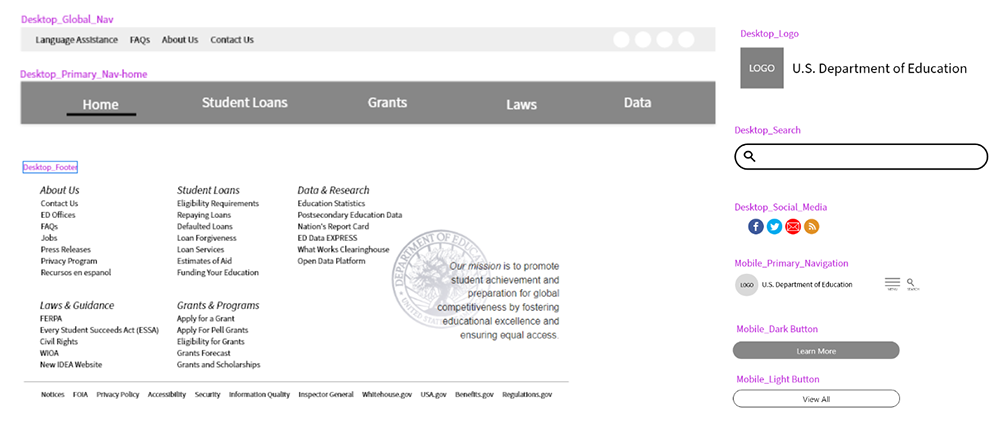 Desktop_Global_Nav
Language Assistance FAQs About Us Contact Us
Desktop_Primary_Nav-home
Home Student Loans Grants Laws Data
Desktop_Footer
About Us
Contact Us
ED Offices
FAQs
Jobs
Press Releases
Privacy Program
Recursos en espanol
Student Loans
Eligibility Requirements
Repaying Loans
Defaulted Loans
Loan Forgiveness
Loan Services
Estimates of Aid
Funding Your Education
Data & Research
Education Statistics
Postsecondary Education Data
Nation's Report Card
ED Data EXPRESS
What Works Clearinghouse
Open Data Platform
Laws & Guidance
FERPA
Every Student Succeeds Act (ESSA)
Civil Rights
WIOA
New IDEA Website
Grants & Programs
Apply for a Grant
Apply For Pell Grants
Eligibility for Grants
Grants Forecast
Grants and Scholarships
DEPARTMENT OF EDUC
UNITED STAT
Our mission is to promote
student achievement and
preparation for global
competitiveness by fostering
educational excellence and
ensuring equal access.
Notices FOIA Privacy Policy Accessibility Security Information Quality Inspector General Whitehouse.gov USA.gov Benefits.gov Regulations.gov
Desktop_Logo
LOGO U.S. Department of Education
Desktop_Search
Desktop_Social_Media
Mobile_Primary_Navigation
LOGO U.S. Department of Education MENU SEARCH
Mobile_Dark Button
Learn More
Mobile_Light Button
View All